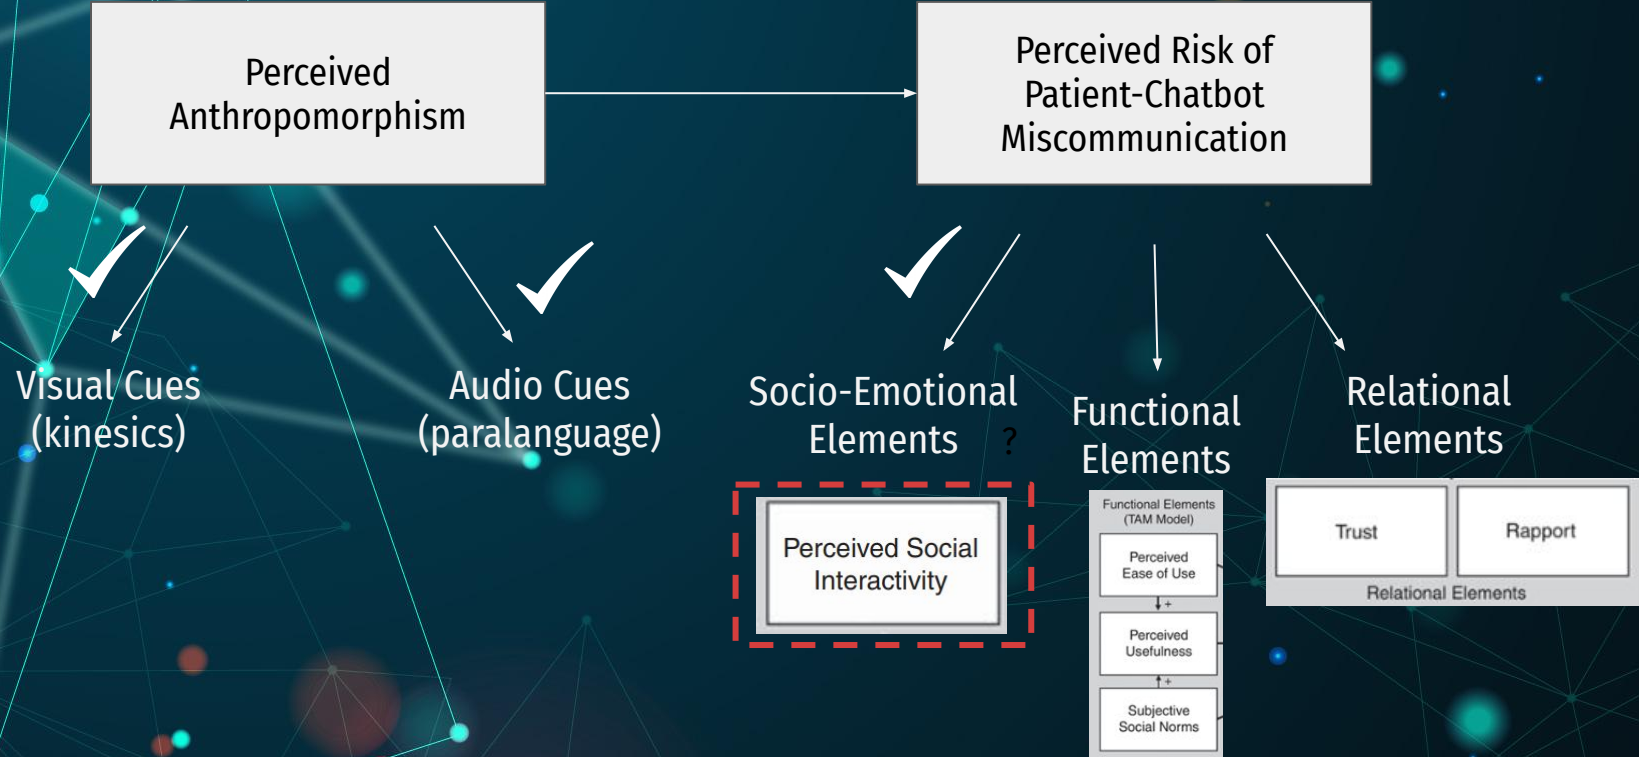 Perceived
Anthropomorphism
Perceived Risk of
Patient-Chatbot
Miscommunication
Visual Cues
(kinesics)
Audio Cues
(paralanguage)
Socio-Emotional
Elements ?
Perceived Social
Interactivity
Functional
Elements
Functional Elements
(TAM Model)
Perceived
Ease of Use
+
Perceived
Usefulness
+
Subjective
Social Norms
Relational
Elements
Trust
Rapport
Relational Elements